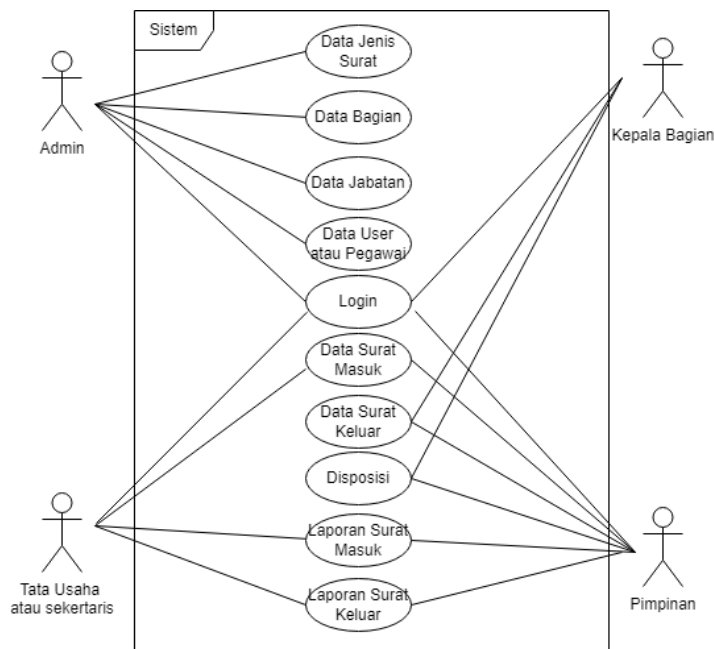 Sistem
Data Jenis
Surat
Data Bagian
Data Jabatan
Data User
atau Pegawai
Login
Data Surat
Masuk
Data Surat
Keluar
Disposisi
Laporan Surat
Masuk
Laporan Surat
Keluar
Admin
Tata Usaha
atau sekertaris
Kepala Bagian
Pimpinan